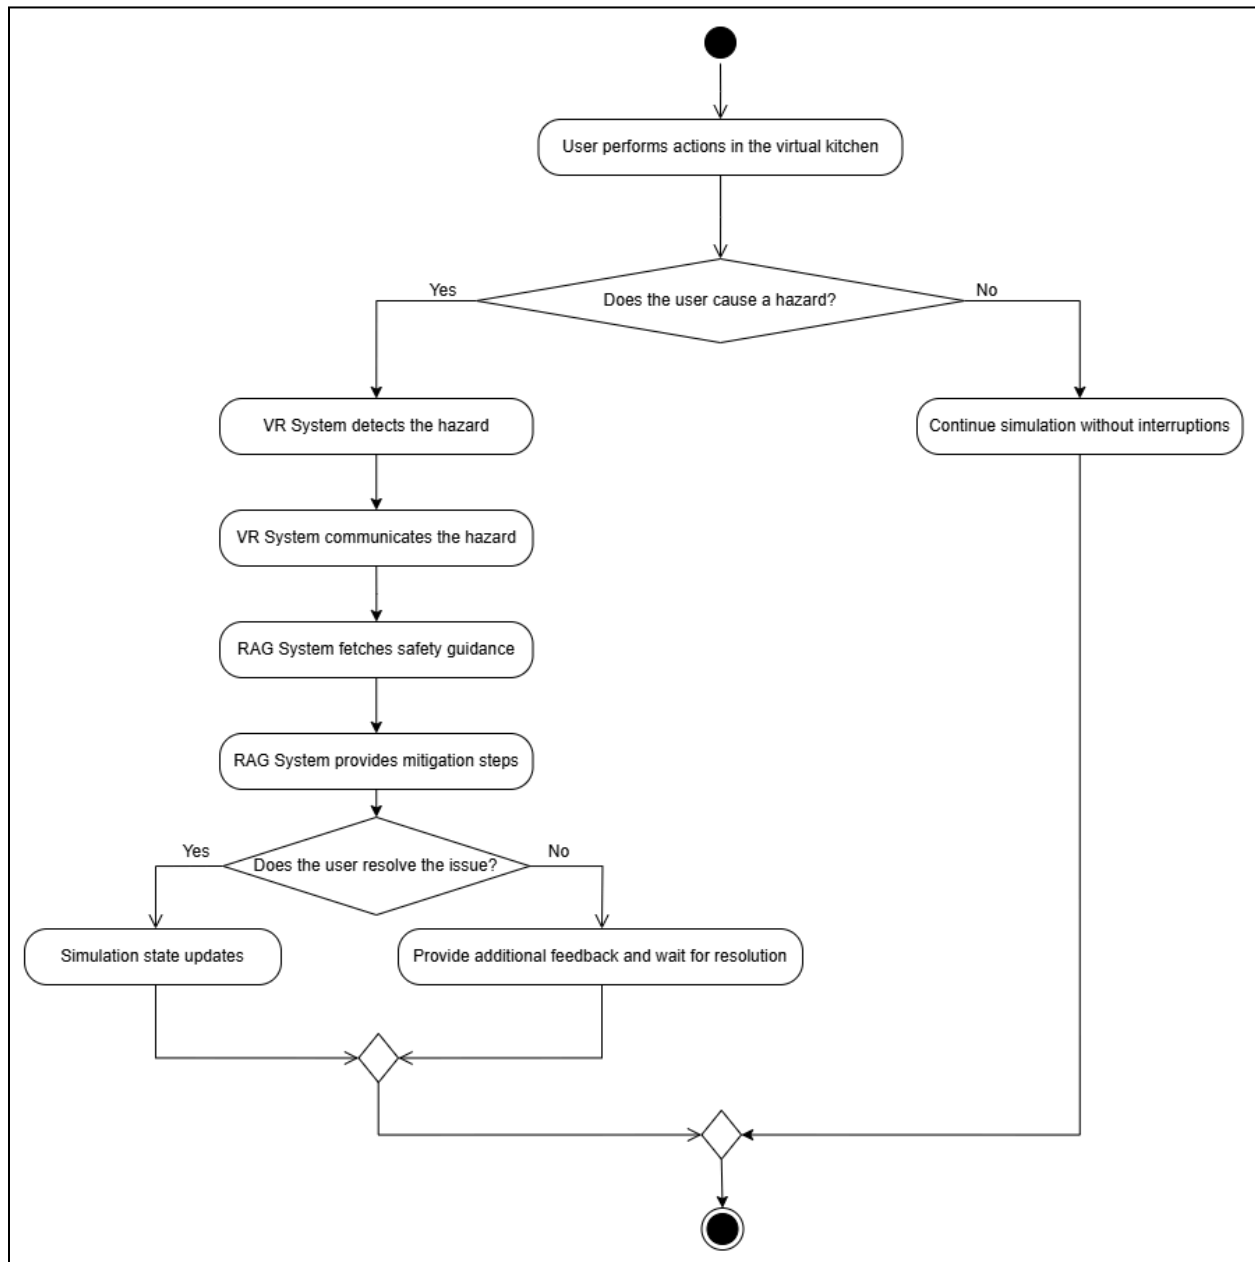 User performs actions in the virtual kitchen
Does the user cause a hazard?
Yes
No
VR System detects the hazard
Continue simulation without interruptions
VR System communicates the hazard
RAG System fetches safety guidance
RAG System provides mitigation steps
Does the user resolve the issue?
Yes
No
Simulation state updates
Provide additional feedback and wait for resolution